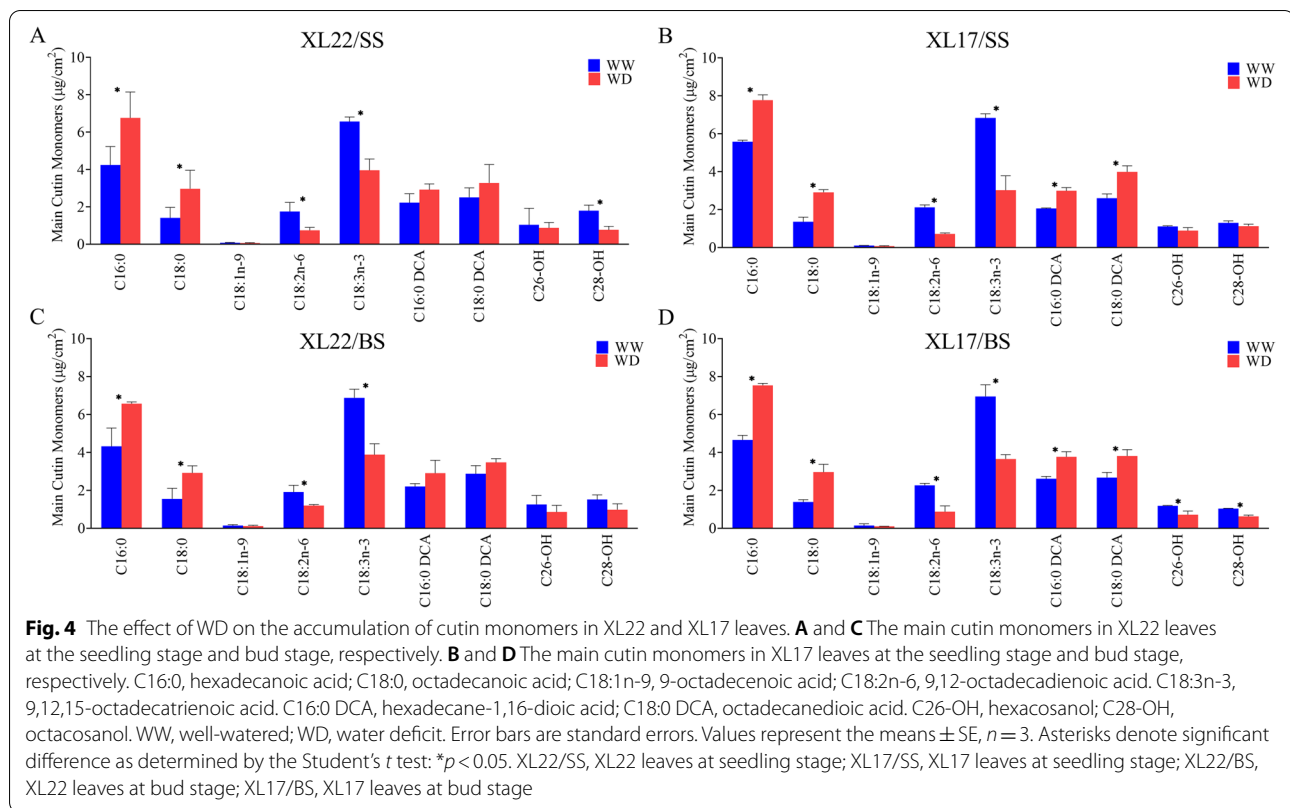 A
XL22/SS
Main Cutin Monomers (µg/cm²)
10
8
6
4
2
0
WW
WD
* * * * *
C16:0
C18:0
C18:1n-9
C18:2n-6
C18:3n-3
C16:0 DCA
C18:0 DCA
C26-OH
C28-OH
B
XL17/SS
Main Cutin Monomers (µg/cm²)
10
8
6
4
2
0
WW
WD
* * * * * *
C16:0
C18:0
C18:1n-9
C18:2n-6
C18:3n-3
C16:0 DCA
C18:0 DCA
C26-OH
C28-OH
C
XL22/BS
Main Cutin Monomers (µg/cm²)
10
8
6
4
2
0
WW
WD
* * * *
C16:0
C18:0
C18:1n-9
C18:2n-6
C18:3n-3
C16:0 DCA
C18:0 DCA
C26-OH
C28-OH
D
XL17/BS
Main Cutin Monomers (µg/cm²)
10
8
6
4
2
0
WW
WD
* * * * * * * *
C16:0
C18:0
C18:1n-9
C18:2n-6
C18:3n-3
C16:0 DCA
C18:0 DCA
C26-OH
C28-OH
Fig. 4 The effect of WD on the accumulation of cutin monomers in XL22 and XL17 leaves. A and C The main cutin monomers in XL22 leaves
at the seedling stage and bud stage, respectively. B and D The main cutin monomers in XL17 leaves at the seedling stage and bud stage,
respectively. C16:0, hexadecanoic acid; C18:0, octadecanoic acid; C18:1n-9, 9-octadecenoic acid; C18:2n-6, 9,12-octadecadienoic acid. C18:3n-3,
9,12,15-octadecatrienoic acid. C16:0 DCA, hexadecane-1,16-dioic acid; C18:0 DCA, octadecanedioic acid. C26-OH, hexacosanol; C28-OH,
octacosanol. WW, well-watered; WD, water deficit. Error bars are standard errors. Values represent the means ± SE, n = 3. Asterisks denote significant
difference as determined by the Student's t test: *p < 0.05. XL22/SS, XL22 leaves at seedling stage; XL17/SS, XL17 leaves at seedling stage; XL22/BS,
XL22 leaves at bud stage; XL17/BS, XL17 leaves at bud stage